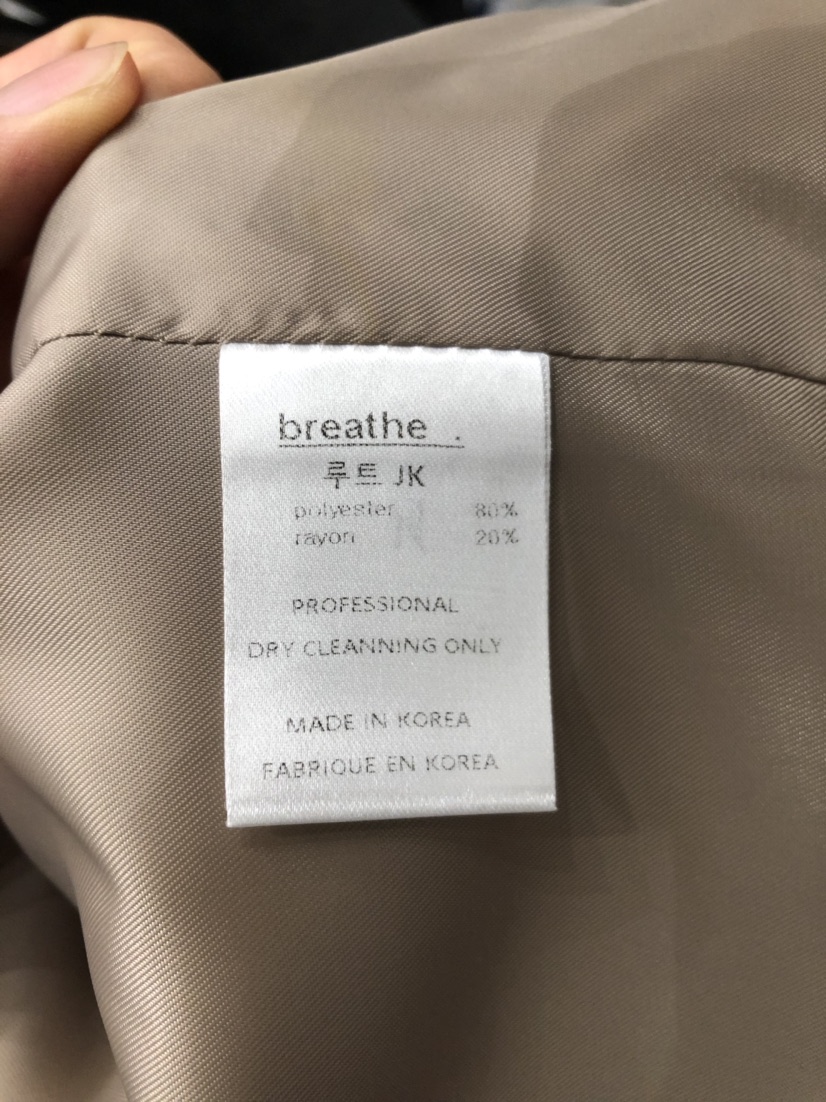 breathe .
루트 JK
polyester 80%
rayon 20%
PROFESSIONAL
DRY CLEANNING ONLY
MADE IN KOREA
FABRIQUE EN KOREA